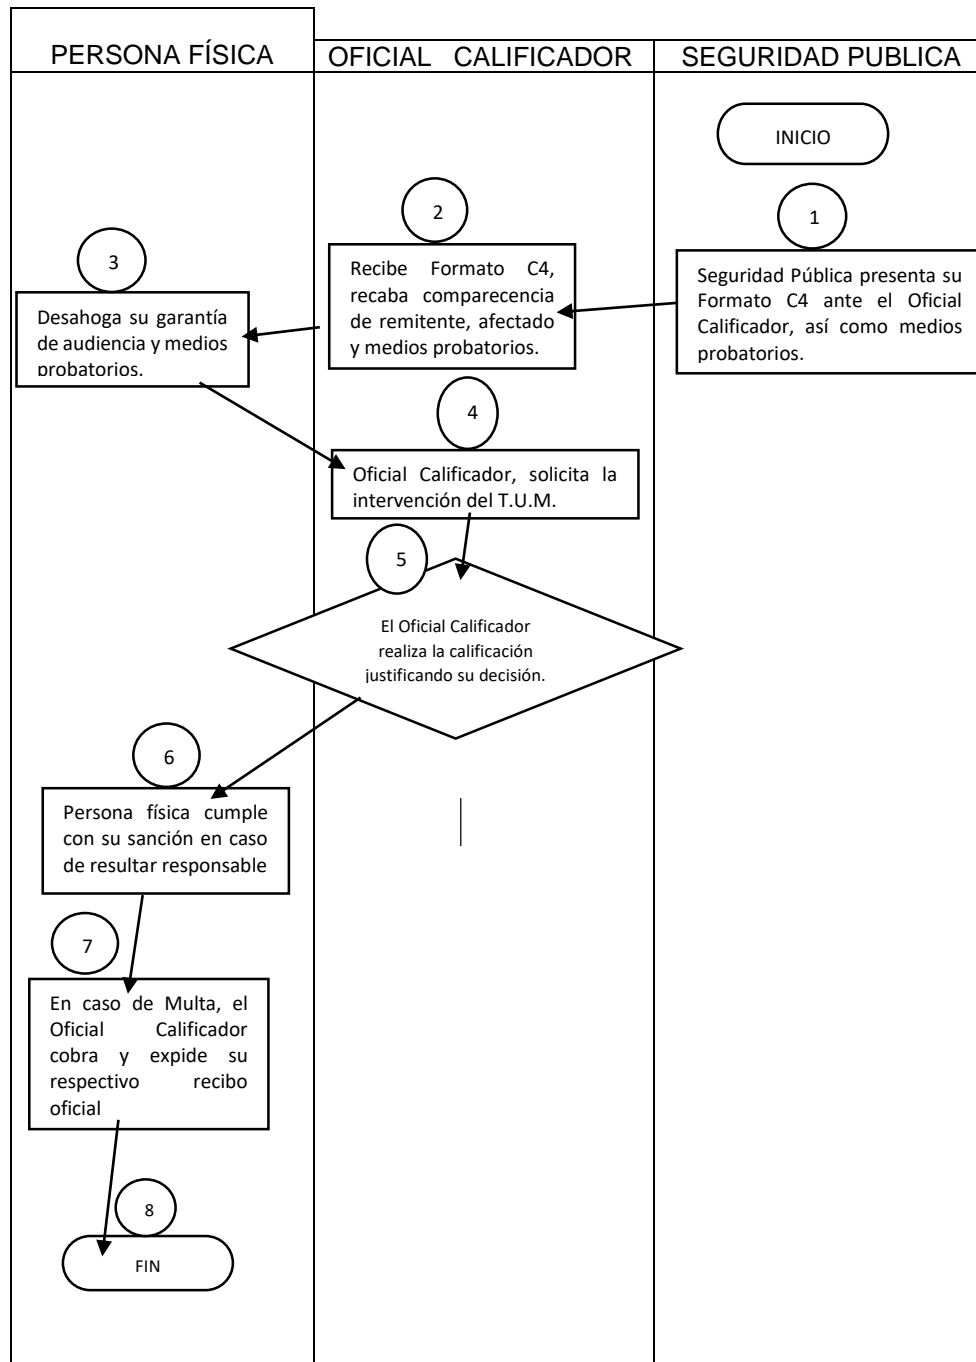 PERSONA FÍSICA
OFICIAL CALIFICADOR
SEGURIDAD PUBLICA
INICIO
1
Seguridad Pública presenta su
Formato C4 ante el Oficial
Calificador, así como medios
probatorios.
2
Recibe Formato C4,
recaba comparecencia
de remitente, afectado
y medios probatorios.
3
Desahoga su garantía
de audiencia y medios
probatorios.
4
Oficial Calificador, solicita la
intervención del T.U.M.
5
El Oficial Calificador
realiza la calificación
justificando su decisión.
6
Persona física cumple
con su sanción en caso
de resultar responsable
7
En caso de Multa, el
Oficial Calificador
cobra y expide su
respectivo recibo
oficial
8
FIN